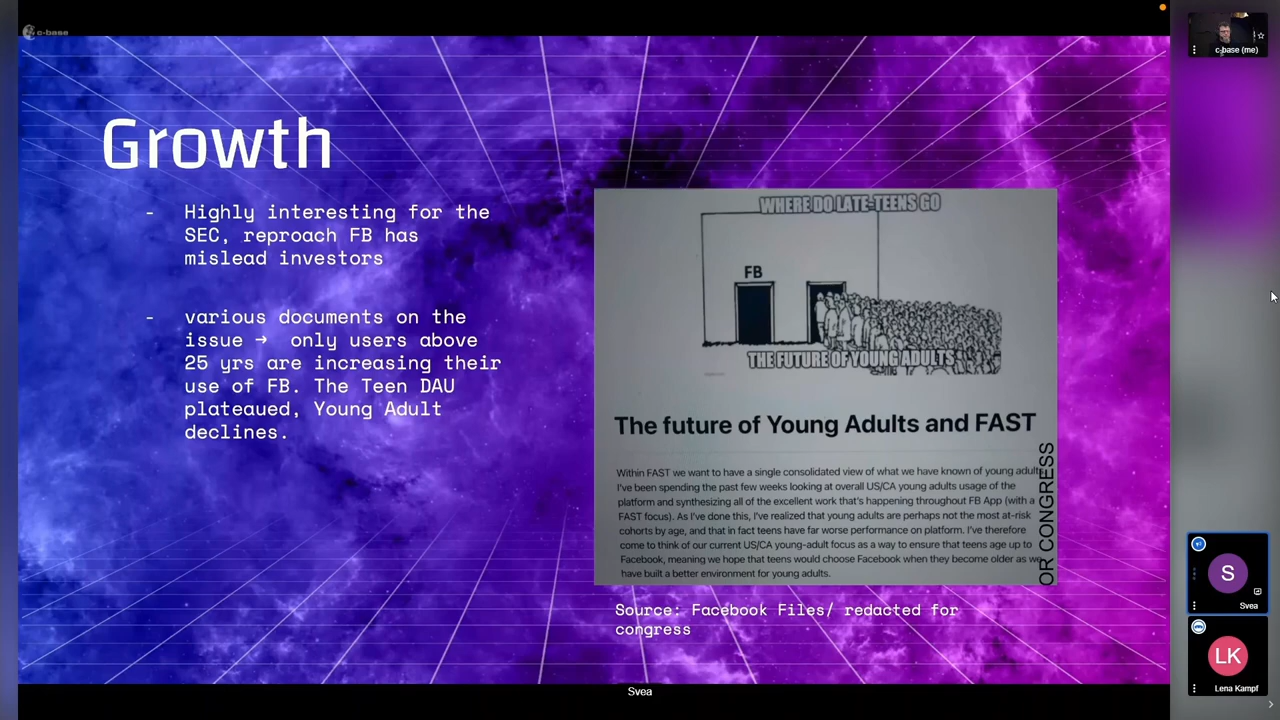 c-base
Growth
- Highly interesting for the
SEC, reproach FB has
mislead investors
- various documents on the
issue → only users above
25 yrs are increasing their
use of FB. The Teen DAU
plateaued, Young Adult
declines.
WHERE DO LATE-TEENS GO
FB
THE FUTURE OF YOUNG ADULTS
The future of Young Adults and FAST
Within FAST we want to have a single consolidated view of what we have known of young adult
I've been spending the past few weeks looking at overall US/CA young adults usage of the
platform and synthesizing all of the excellent work that's happening throughout FB App (with a
FAST focus). As I've done this, I've realized that young adults are perhaps not the most at-risk
cohorts by age, and that in fact teens have far worse performance on platform. I've therefore
come to think of our current US/CA young-adult focus as a way to ensure that teens age up to
Facebook, meaning we hope that teens would choose Facebook when they become older as we
have built a better environment for young adults.
OR CONGRESS
Source: Facebook Files/ redacted for
congress
Svea
c-base (me)
S
Svea
LK
Lena Kampf